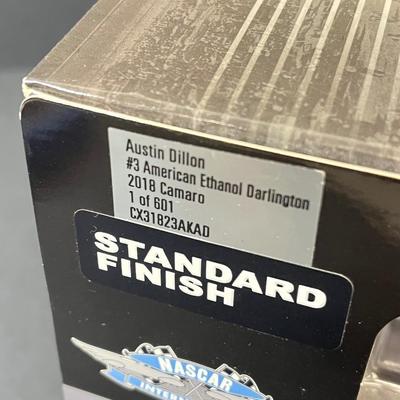 Austin Dillon
#3 American Ethanol Darlington
2018 Camaro
1 of 601
CX31823AKAD
STANDARD
FINISH
NASCAR